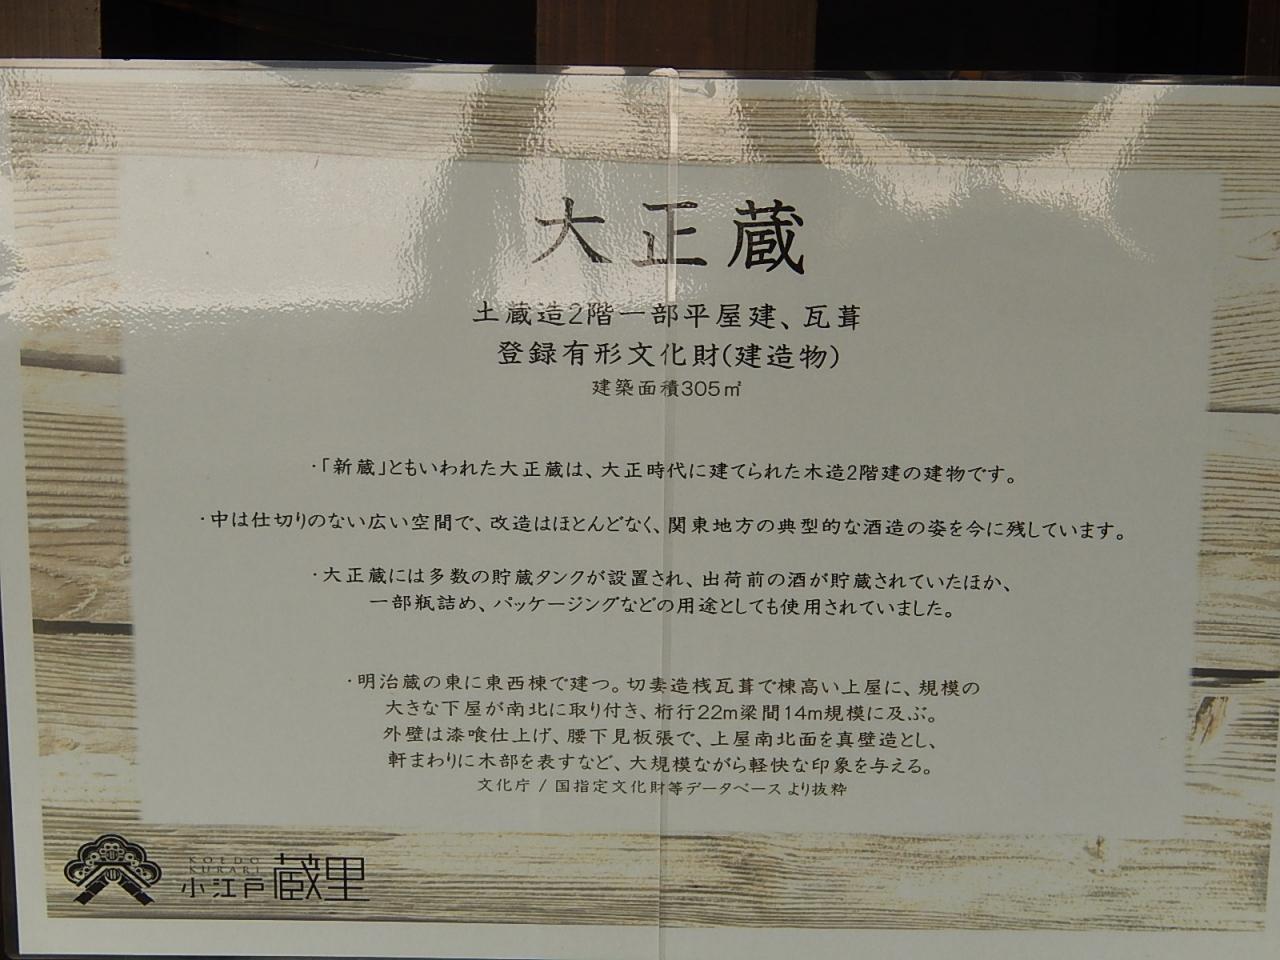 大正蔵
土蔵造2階一部平屋建、瓦葺
登録有形文化財(建造物)
建築面積305㎡
・「新蔵」ともいわれた大正蔵は、大正時代に建てられた木造2階建の建物です。
・中は仕切りのない広い空間で、改造はほとんどなく、関東地方の典型的な酒造の姿を今に残しています。
・大正蔵には多数の貯蔵タンクが設置され、出荷前の酒が貯蔵されていたほか、
一部瓶詰め、パッケージングなどの用途としても使用されていました。
・明治蔵の東に東西棟で建つ。切妻造桟瓦葺で棟高い上屋に、規模の
大きな下屋が南北に取り付き、桁行22m梁間14m規模に及ぶ。
外壁は漆喰仕上げ、腰下見板張で、上屋南北面を真壁造とし、
軒まわりに木部を表すなど、大規模ながら軽快な印象を与える。
文化庁 / 国指定文化財等データベース より抜粋
KOEDO
KURARI
小江戸蔵里